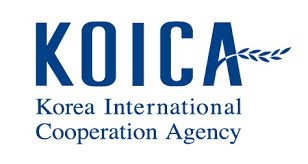 KOICA
Korea International
Cooperation Agency